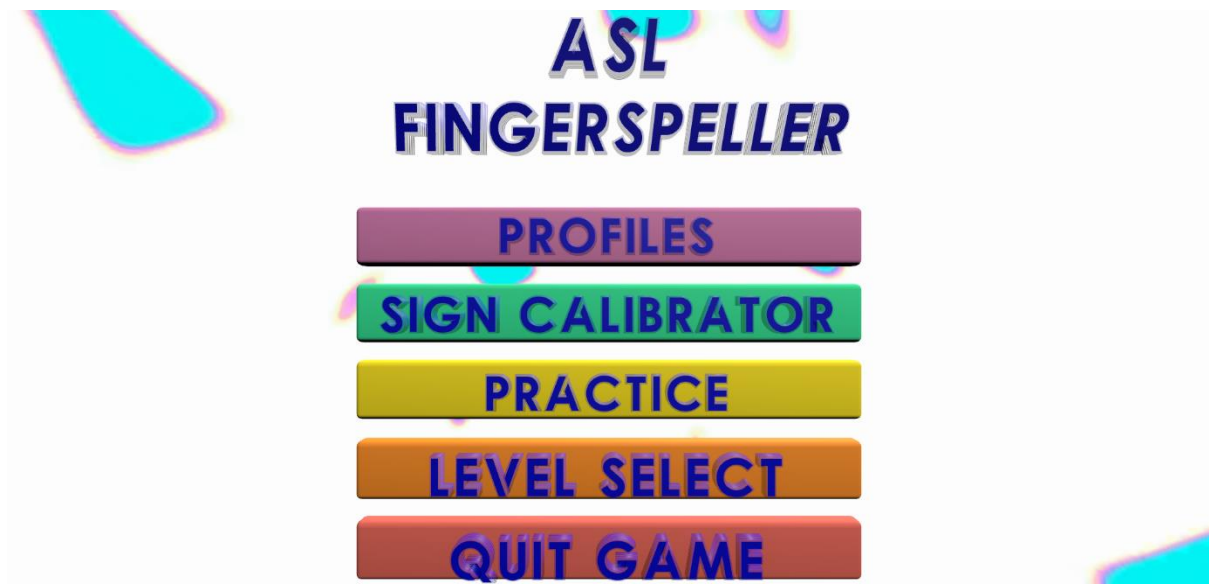 ASL
FINGERSPELLER
PROFILES
SIGN CALIBRATOR
PRACTICE
LEVEL SELECT
QUIT GAME